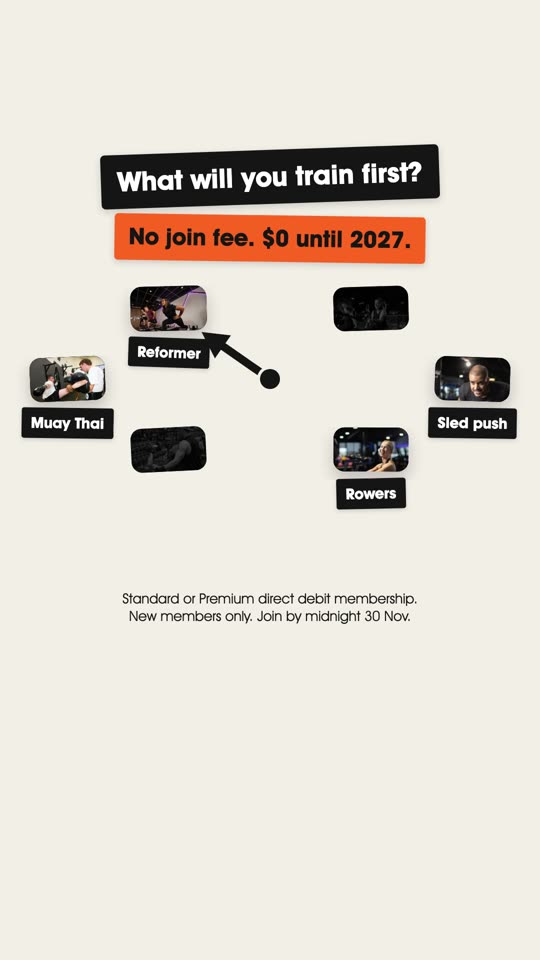 What will you train first?
No join fee. $0 until 2027.
Reformer
Muay Thai
Sled push
Rowers
Standard or Premium direct debit membership.
New members only. Join by midnight 30 Nov.